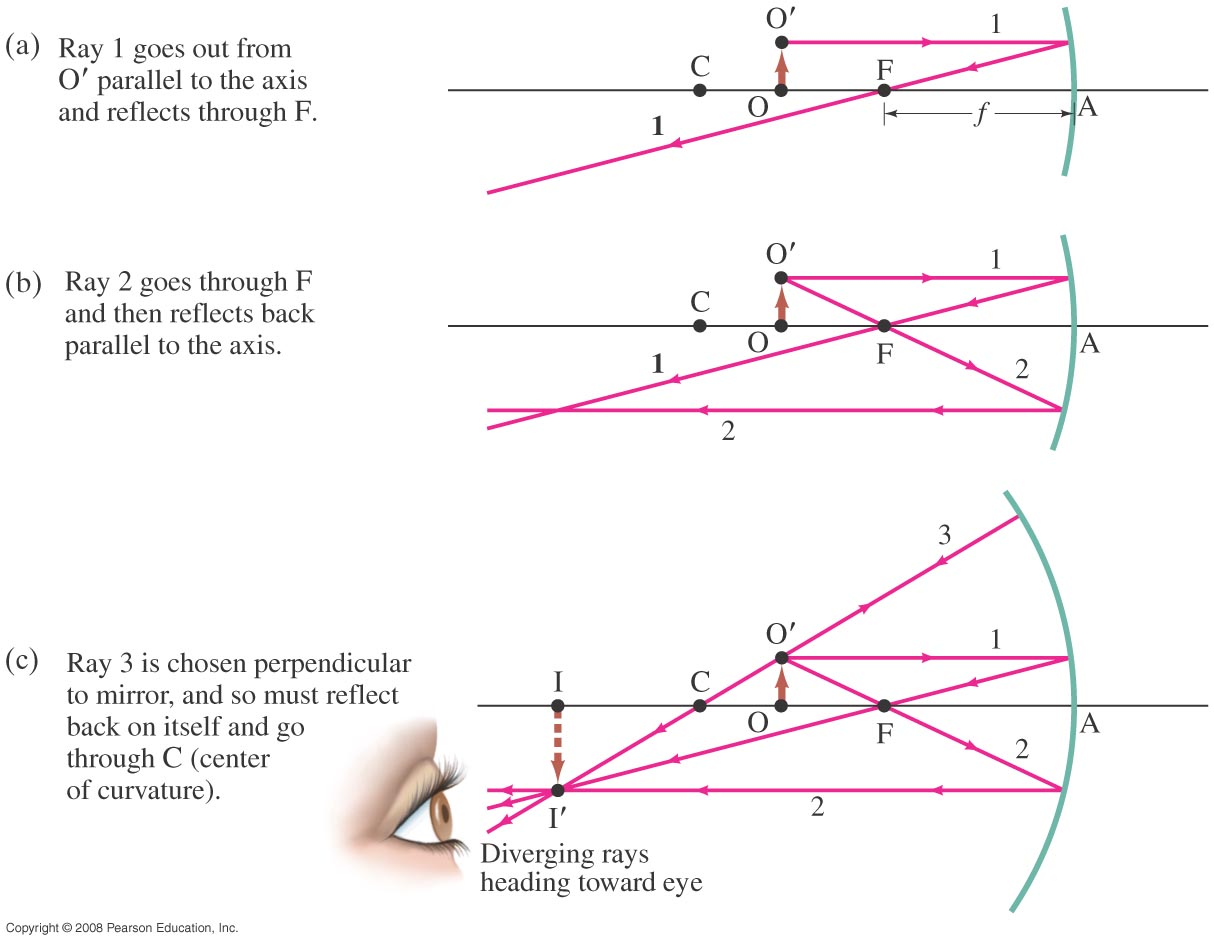 (a) Ray 1 goes out from
O′ parallel to the axis
and reflects through F.
O′
1
C
F
O
f
A
1
(b) Ray 2 goes through F
and then reflects back
parallel to the axis.
O′
1
C
O
F
A
1
2
2
3
(c) Ray 3 is chosen perpendicular
to mirror, and so must reflect
back on itself and go
through C (center
of curvature).
O′
1
I
C
O
F
A
2
2
I′
Diverging rays
heading toward eye
Copyright © 2008 Pearson Education, Inc.